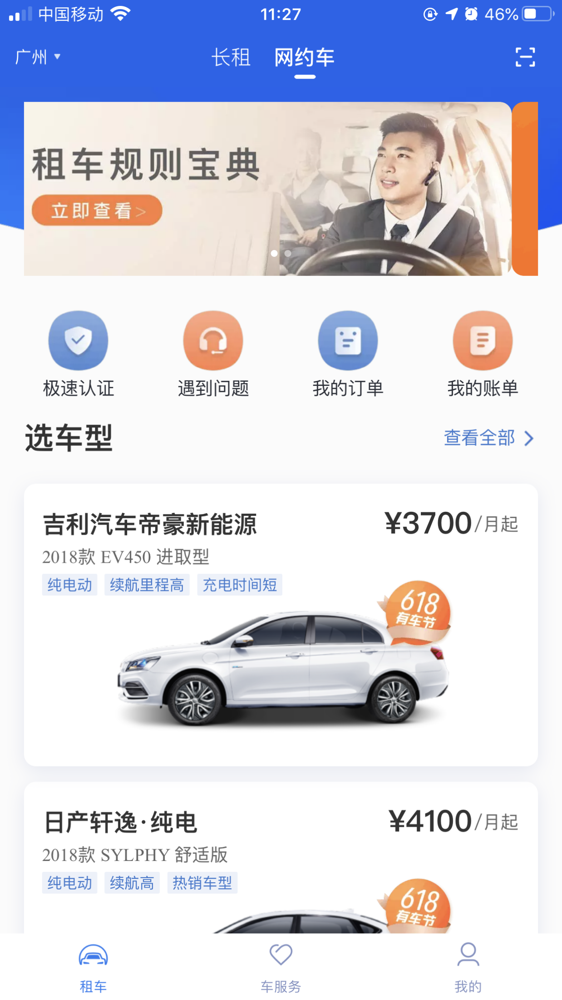 中国移动 11:27 46%
广州 长租 网约车
租车规则宝典
立即查看>
极速认证 遇到问题 我的订单 我的账单
选车型 查看全部
吉利汽车帝豪新能源 ¥3700/月起
2018款 EV450 进取型
纯电动 续航里程高 充电时间短
618
有车节
日产轩逸·纯电 ¥4100/月起
2018款 SYLPHY 舒适版
纯电动 续航高 热销车型
618
有车节
租车 车服务 我的